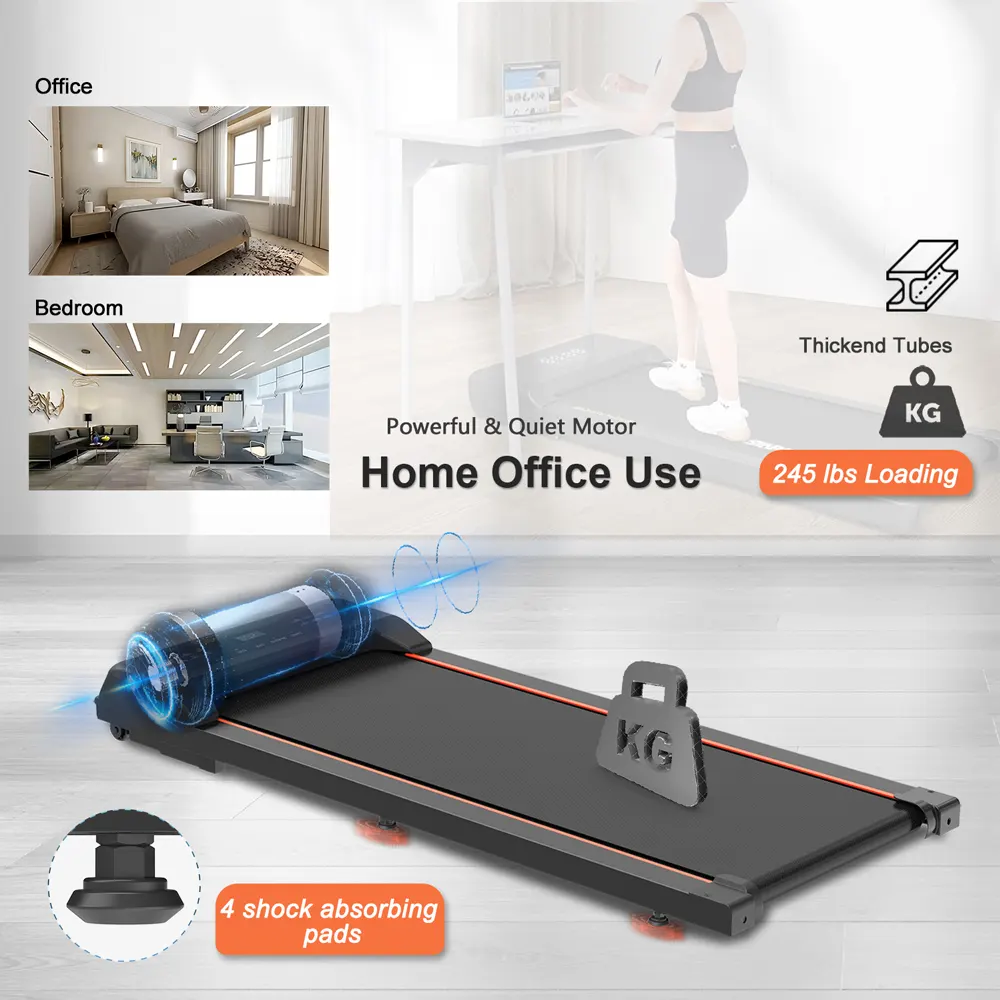 Office
Bedroom
Thickend Tubes
KG
Powerful & Quiet Motor
Home Office Use
245 lbs Loading
KG
4 shock absorbing
pads